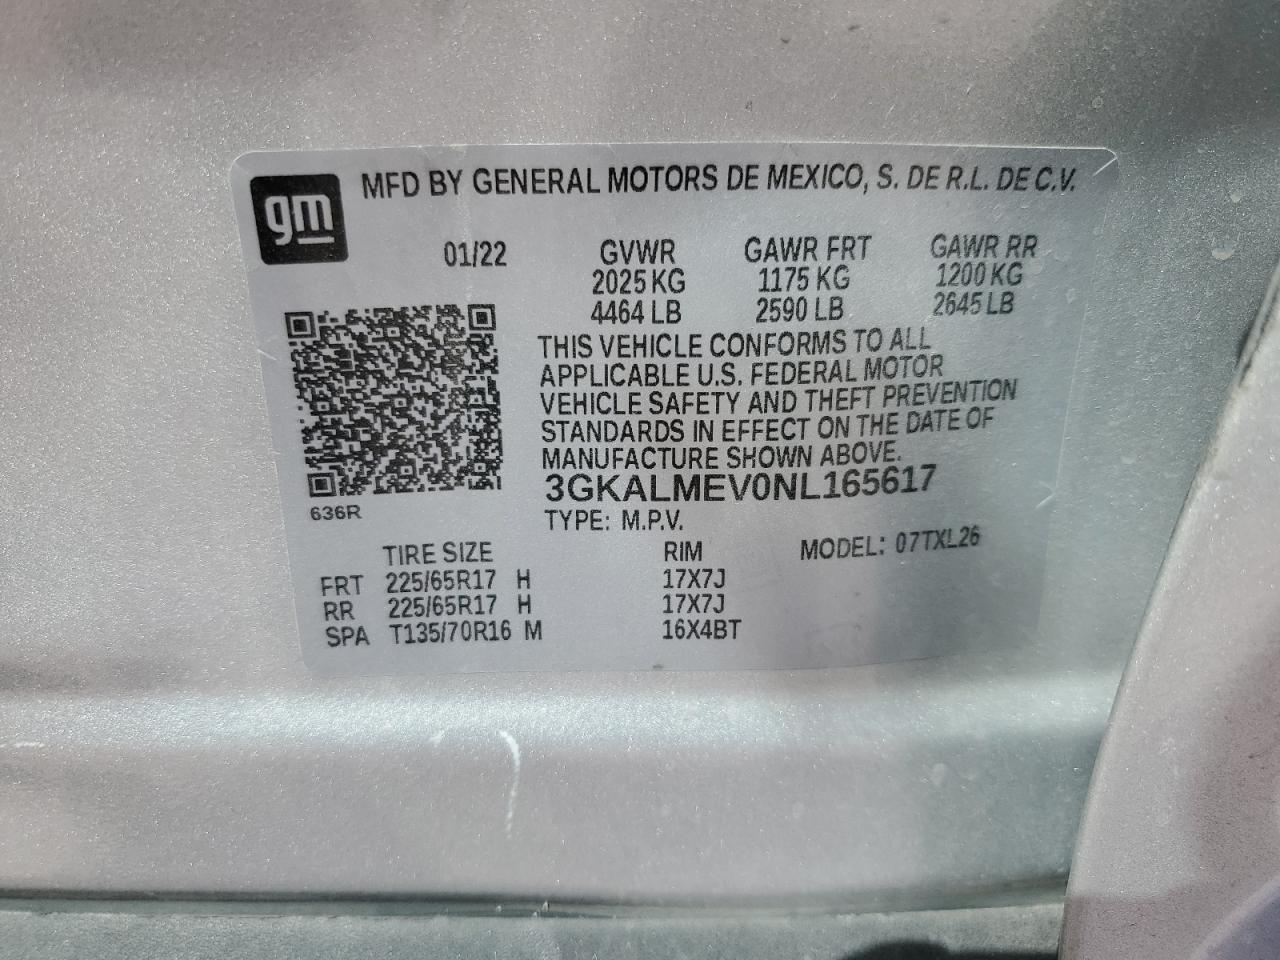 gm
MFD BY GENERAL MOTORS DE MEXICO, S. DE R.L. DE C.V.
01/22 GVWR GAWR FRT GAWR RR
2025 KG 1175 KG 1200 KG
4464 LB 2590 LB 2645 LB
THIS VEHICLE CONFORMS TO ALL
APPLICABLE U.S. FEDERAL MOTOR
VEHICLE SAFETY AND THEFT PREVENTION
STANDARDS IN EFFECT ON THE DATE OF
MANUFACTURE SHOWN ABOVE.
3GKALMEV0NL165617
636R
TYPE: M.P.V.
TIRE SIZE RIM MODEL: 07TXL26
FRT 225/65R17 H 17X7J
RR 225/65R17 H 17X7J
SPA T135/70R16 M 16X4BT